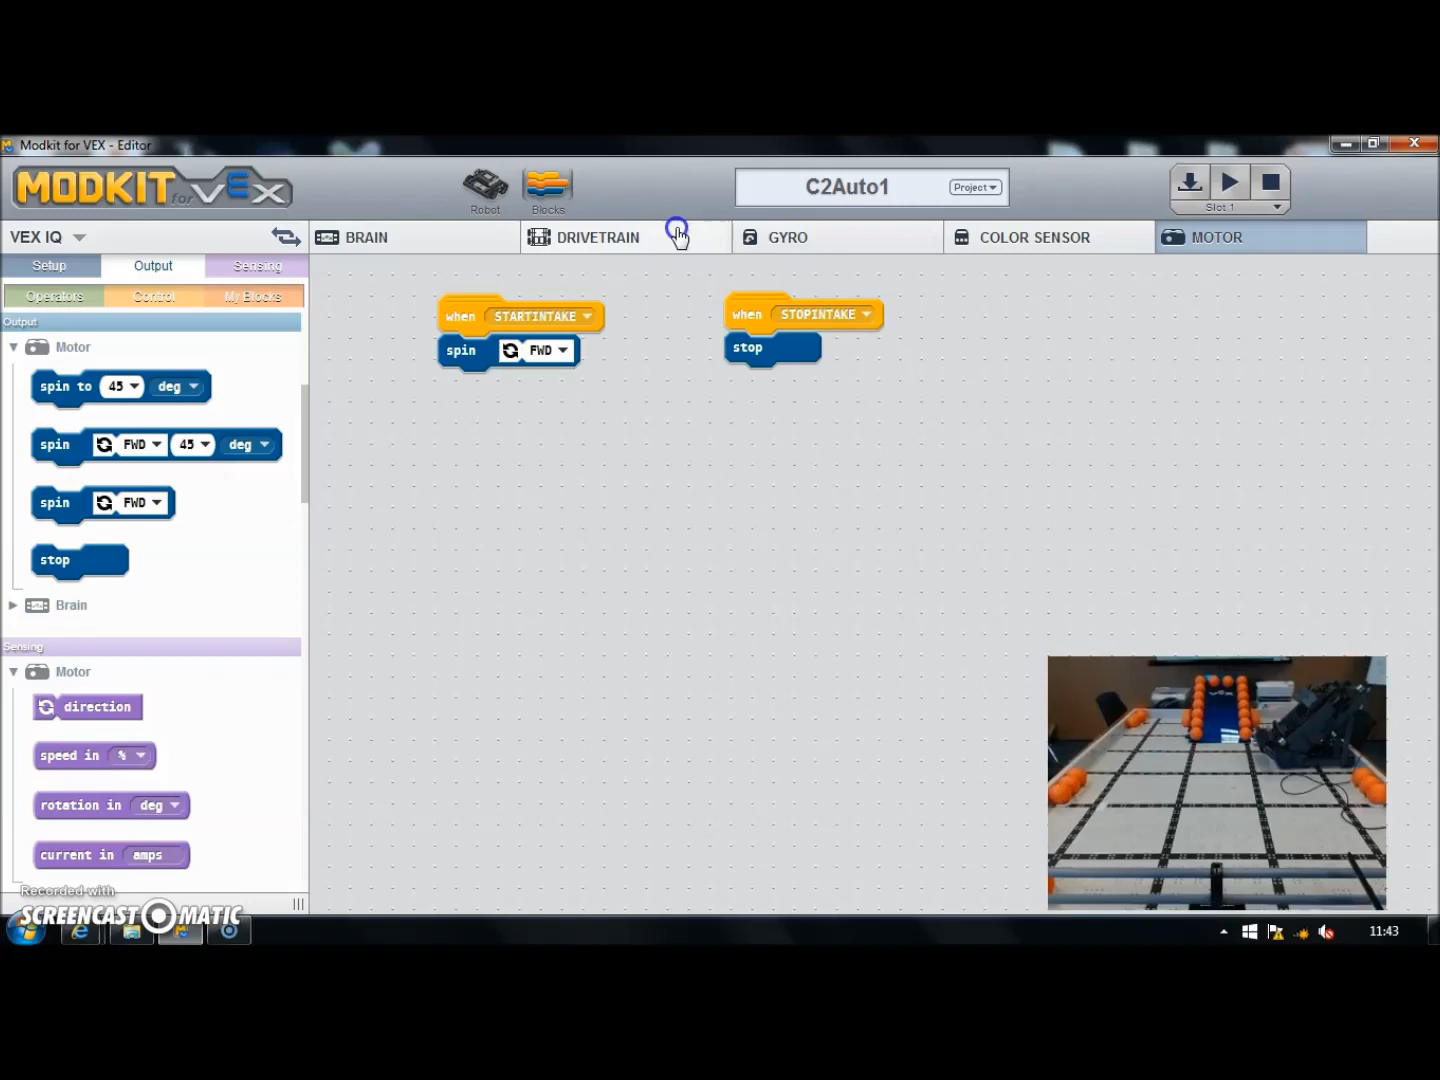 Modkit for VEX - Editor
MODKIT for VEX
Robot
Blocks
C2Auto1
Project
Slot 1
VEX IQ
BRAIN
DRIVETRAIN
GYRO
COLOR SENSOR
MOTOR
Setup
Output
Sensing
Operators
Control
My Blocks
Output
Motor
spin to 45 deg
spin FWD 45 deg
spin FWD
stop
Brain
Sensing
Motor
direction
speed in %
rotation in deg
current in amps
when STARTINTAKE
spin FWD
when STOPINTAKE
stop
Recorded with
SCREENCAST-O-MATIC
11:43